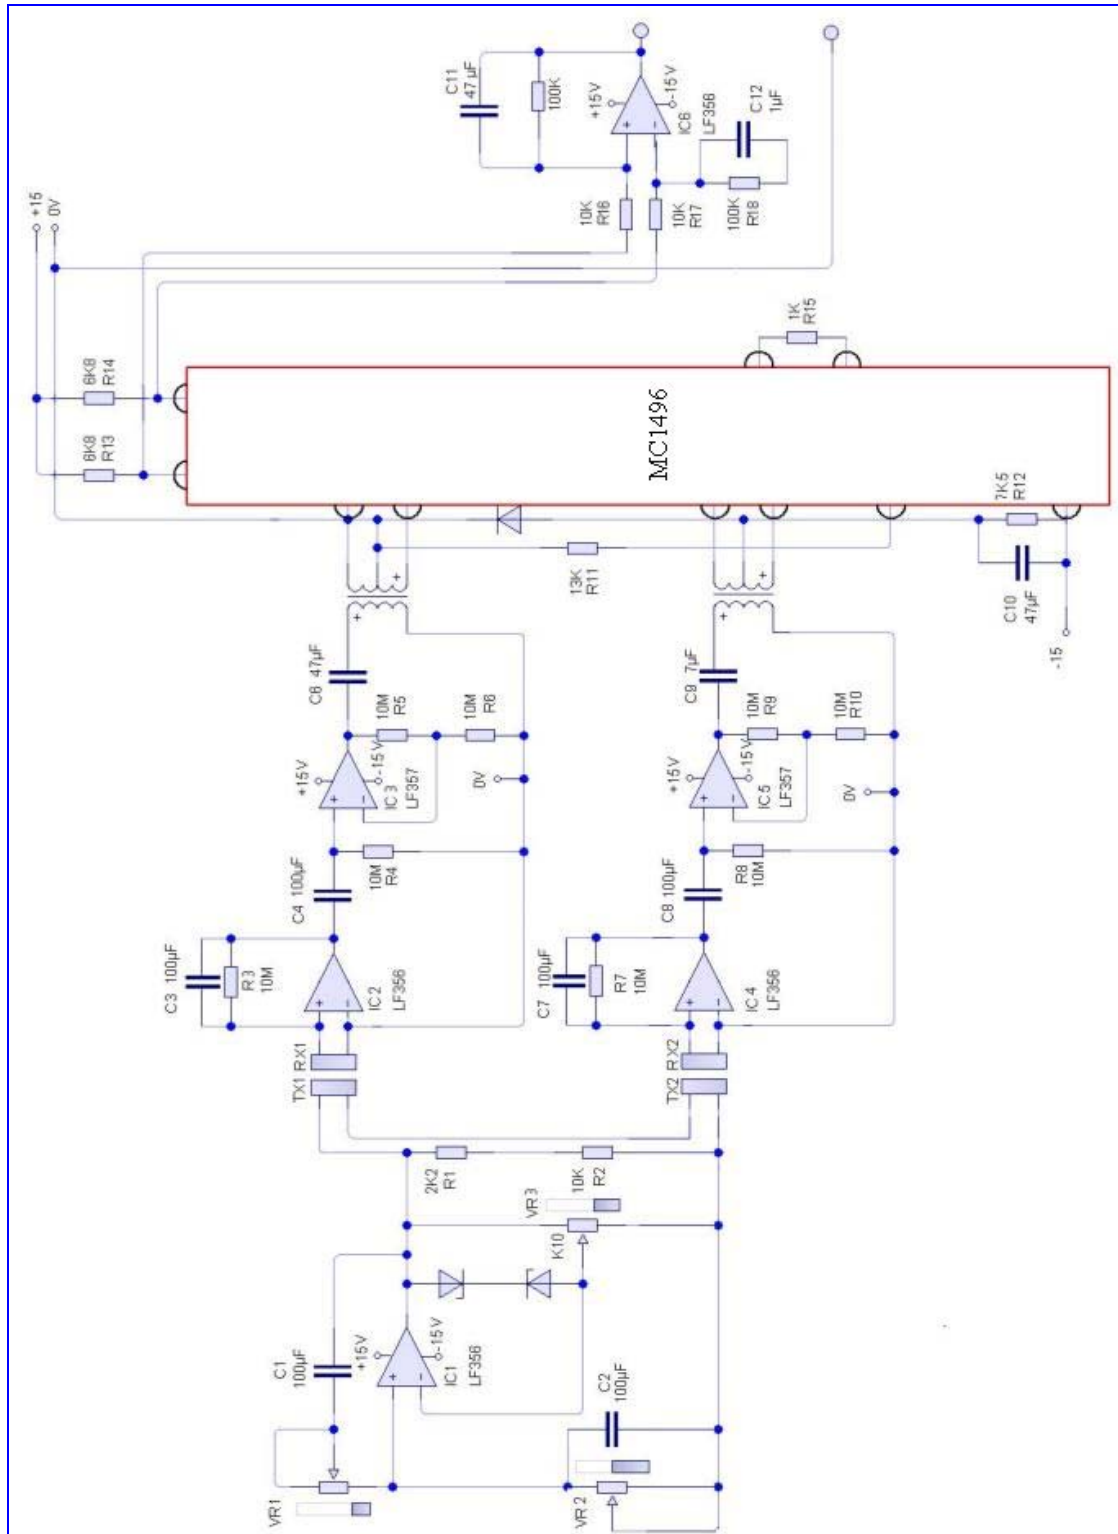 C11
47 µF
100K
+15V
-15V
IC6
LF356
C12
1µF
+15
0V
10K
R16
10K
R17
100K
R18
6K8
R14
6K8
R13
1K
R15
MC1496
7K5
R12
13K
R11
C10
47µF
-15
C6 47µF
10M
R5
10M
R6
+15V
-15V
IC 3
LF357
0V
C9 7µF
10M
R9
10M
R10
+15V
-15V
IC 5
LF357
0V
C4 100µF
10M
R4
C8 100µF
R8
10M
C3 100µF
R 3
10M
IC 2
LF356
C7 100µF
R7
10M
IC 4
LF356
TX1 RX1
TX2 RX2
2K2
R1
10K
R2
VR 3
K10
C1
100µF
+15V
-15V
IC1
LF356
C2
100µF
VR1
VR 2
+
−
+
−
+
−
+
−
+
−
+
−
+
+
+
+